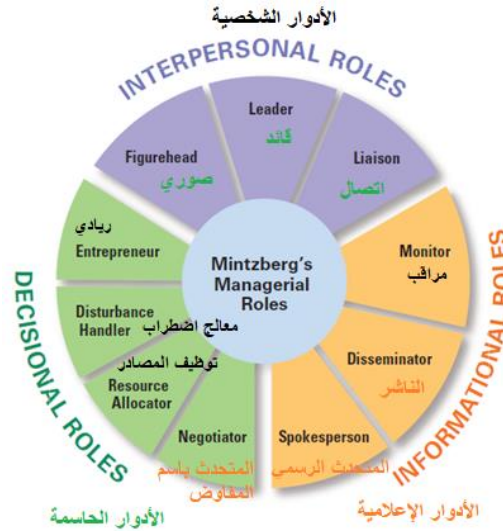 الأدوار الشخصية
INTERPERSONAL ROLES
Figurehead
صوري
Leader
قائد
Liaison
اتصال
Mintzberg's
Managerial
Roles
INFORMATIONAL ROLES
Monitor
مراقب
Disseminator
الناشر
Spokesperson
المتحدث الرسمي
الأدوار الإعلامية
DECISIONAL ROLES
ريادي
Entrepreneur
Disturbance
Handler
معالج اضطراب
توظيف المصادر
Resource
Allocator
Negotiator
المتحدث باسم
المفاوض
الأدوار الحاسمة